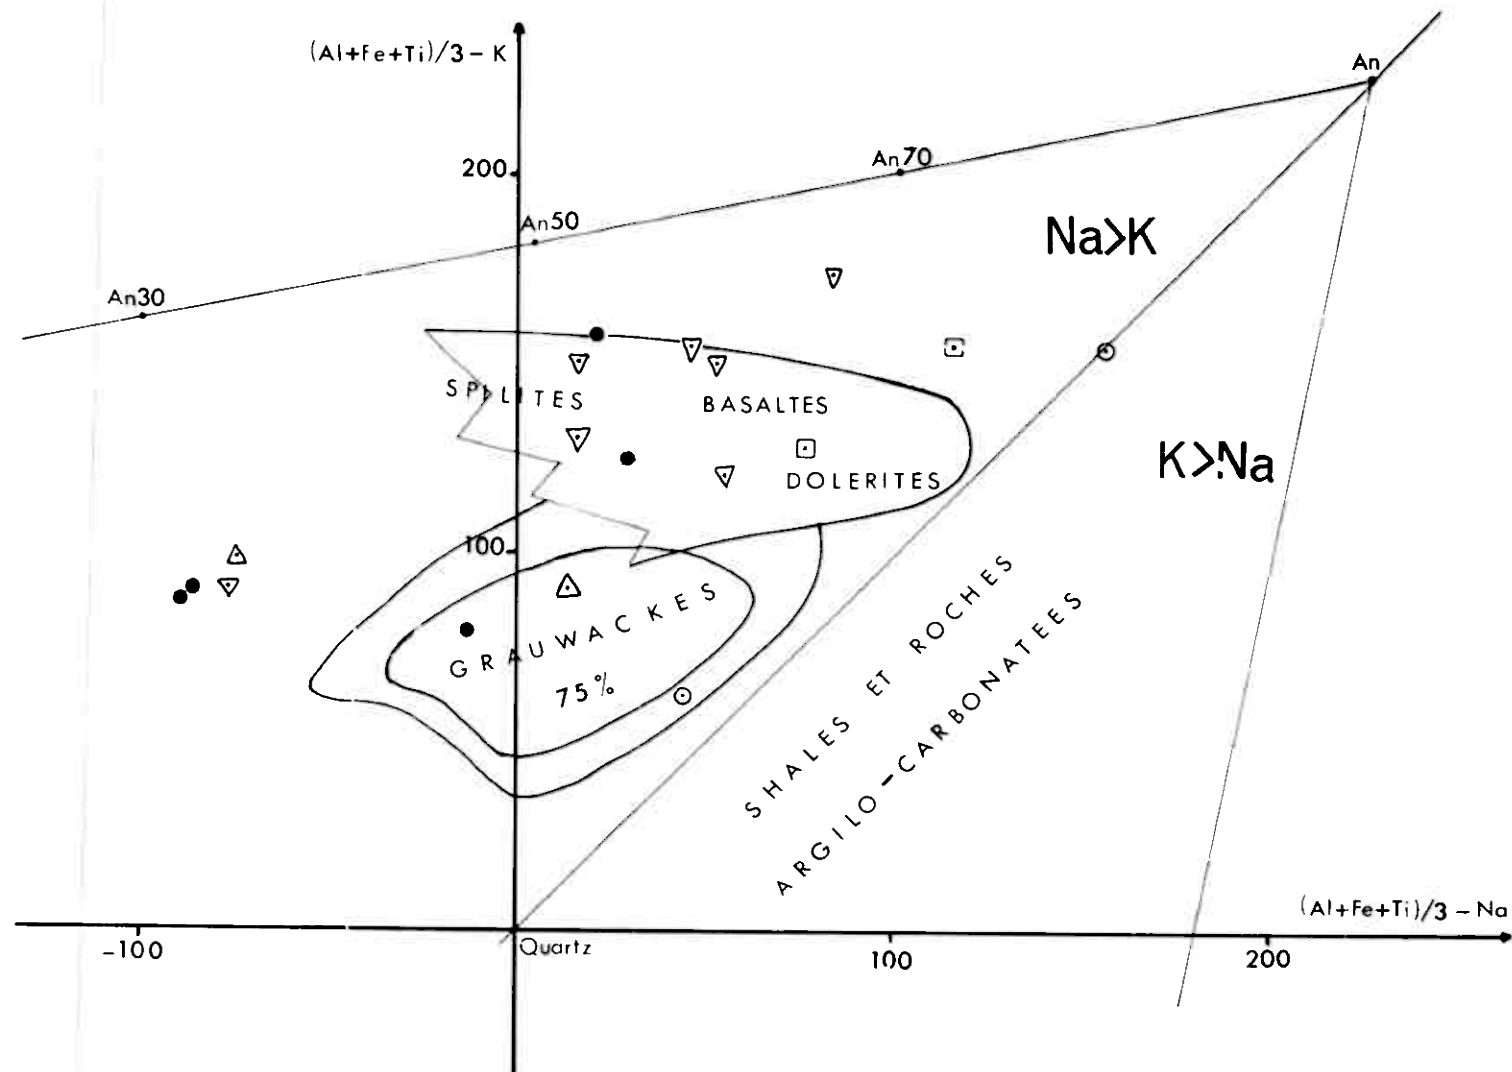 (Al+Fe+Ti)/3 - K
An
200
An70
An50
Na>K
An30
SPILITES
BASALTES
K>Na
DOLERITES
100
GRAUWACKES
75%
SHALES ET ROCHES
ARGILO-CARBONATEES
(Al+Fe+Ti)/3 - Na
-100
Quartz
100
200